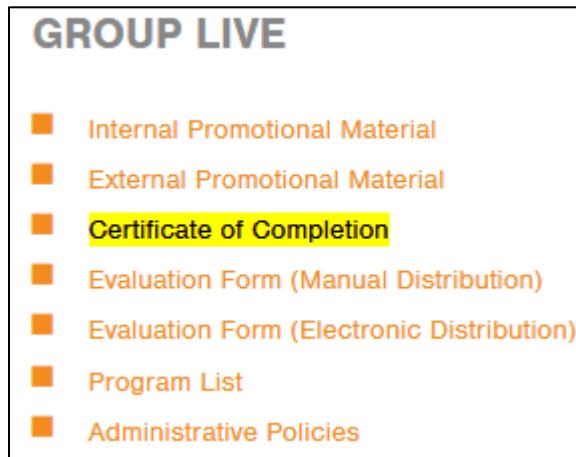 GROUP LIVE
Internal Promotional Material
External Promotional Material
Certificate of Completion
Evaluation Form (Manual Distribution)
Evaluation Form (Electronic Distribution)
Program List
Administrative Policies